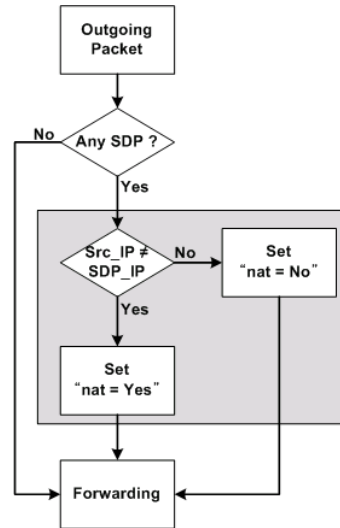 Outgoing
Packet
No
Any SDP ?
Yes
Src_IP ≠
SDP_IP
No
Set
“nat = No”
Yes
Set
“nat = Yes”
Forwarding